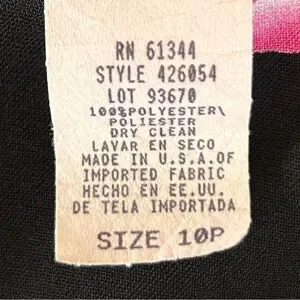 RN 61344
STYLE 426054
LOT 93670
100%POLYESTER\
POLIESTER
DRY CLEAN
LAVAR EN SECO
MADE IN U.S.A.OF
IMPORTED FABRIC
HECHO EN EE.UU.
DE TELA IMPORTADA
SIZE 10P